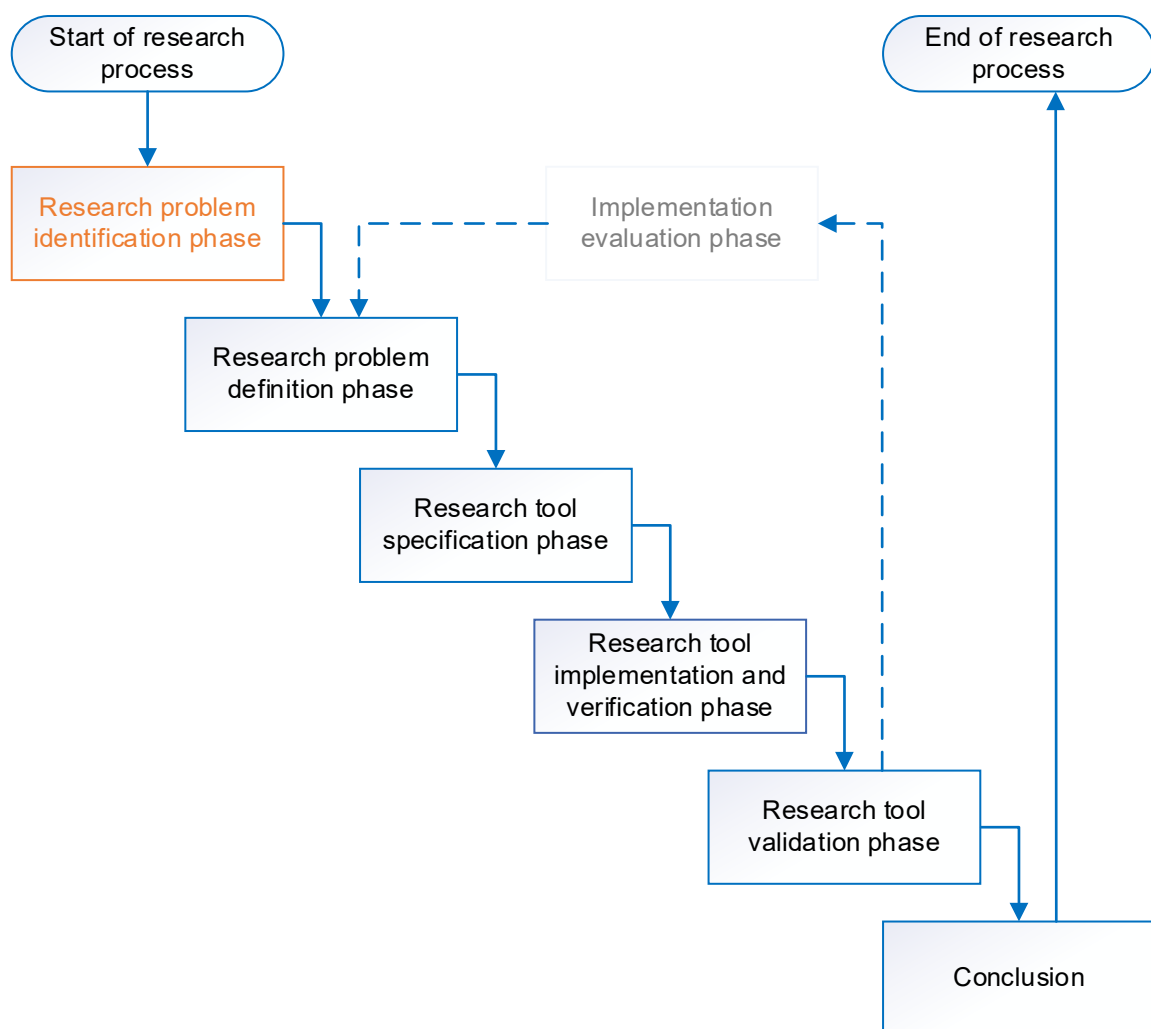 Start of research
process
End of research
process
Research problem
identification phase
Implementation
evaluation phase
Research problem
definition phase
Research tool
specification phase
Research tool
implementation and
verification phase
Research tool
validation phase
Conclusion